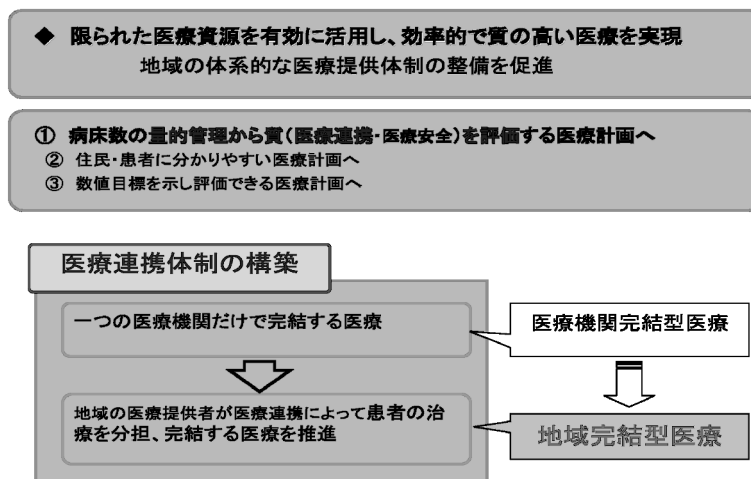 ◆ 限られた医療資源を有効に活用し、効率的で質の高い医療を実現
地域の体系的な医療提供体制の整備を促進
① 病床数の量的管理から質(医療連携・医療安全)を評価する医療計画へ
② 住民・患者に分かりやすい医療計画へ
③ 数値目標を示し評価できる医療計画へ
医療連携体制の構築
一つの医療機関だけで完結する医療
医療機関完結型医療
地域の医療提供者が医療連携によって患者の治
療を分担、完結する医療を推進
地域完結型医療